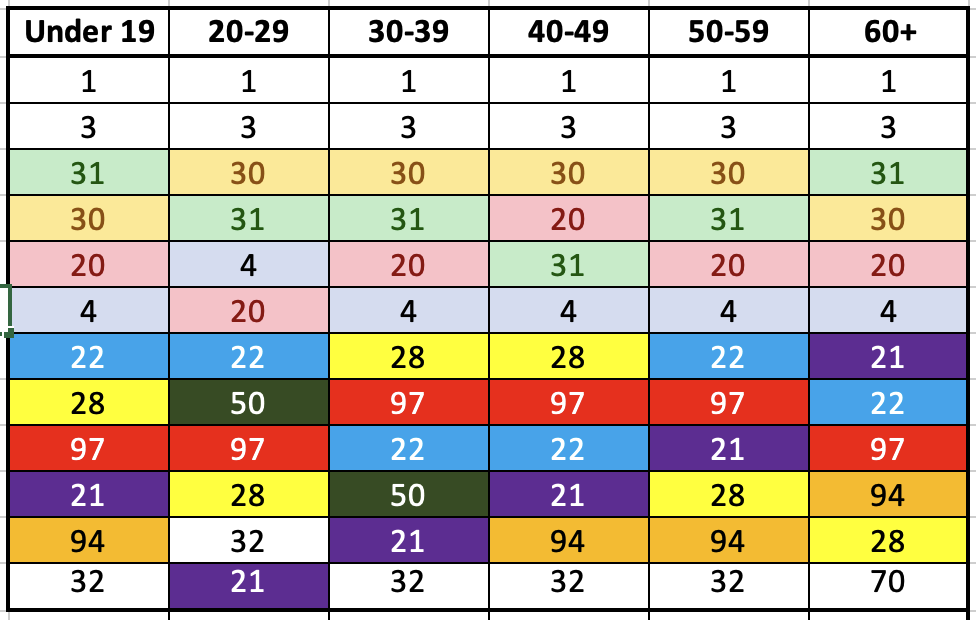 Under 19 20-29 30-39 40-49 50-59 60+
1 1 1 1 1 1
3 3 3 3 3 3
31 30 30 30 30 31
30 31 31 20 31 30
20 4 20 31 20 20
4 20 4 4 4 4
22 22 28 28 22 21
28 50 97 97 97 22
97 97 22 22 21 97
21 28 50 21 28 94
94 32 21 94 94 28
32 21 32 32 32 70